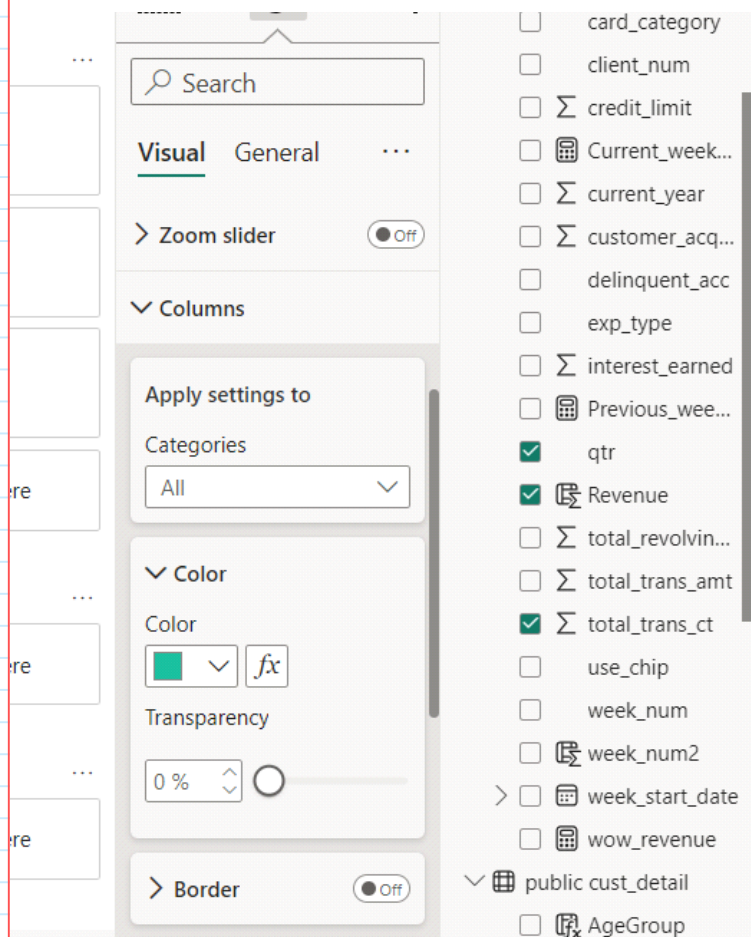 Search
Visual General
Zoom slider Off
Columns
Apply settings to
Categories
All
Color
Color
fx
Transparency
0 %
Border Off
ere
ere
ere
card_category
client_num
credit_limit
Current_week...
current_year
customer_acq...
delinquent_acc
exp_type
interest_earned
Previous_wee...
qtr
Revenue
total_revolvin...
total_trans_amt
total_trans_ct
use_chip
week_num
week_num2
week_start_date
wow_revenue
public cust_detail
AgeGroup